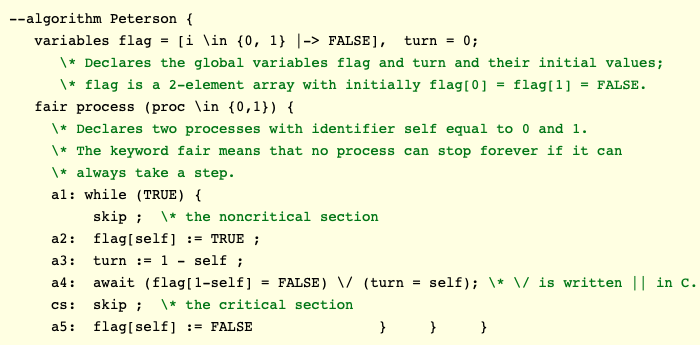 --algorithm Peterson {
variables flag = [i \in {0, 1} |-> FALSE], turn = 0;
\* Declares the global variables flag and turn and their initial values;
\* flag is a 2-element array with initially flag[0] = flag[1] = FALSE.
fair process (proc \in {0,1}) {
\* Declares two processes with identifier self equal to 0 and 1.
\* The keyword fair means that no process can stop forever if it can
\* always take a step.
a1: while (TRUE) {
skip ; \* the noncritical section
a2: flag[self] := TRUE ;
a3: turn := 1 - self ;
a4: await (flag[1-self] = FALSE) \/ (turn = self); \* \/ is written || in C.
cs: skip ; \* the critical section
a5: flag[self] := FALSE } } }